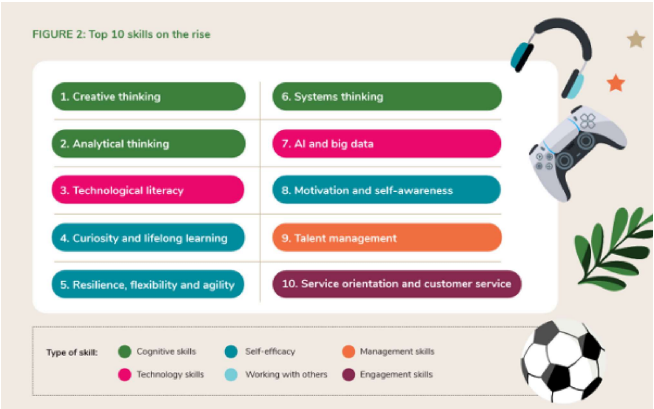 FIGURE 2: Top 10 skills on the rise
1. Creative thinking
2. Analytical thinking
3. Technological literacy
4. Curiosity and lifelong learning
5. Resilience, flexibility and agility
6. Systems thinking
7. AI and big data
8. Motivation and self-awareness
9. Talent management
10. Service orientation and customer service
Type of skill:
Cognitive skills
Self-efficacy
Management skills
Technology skills
Working with others
Engagement skills